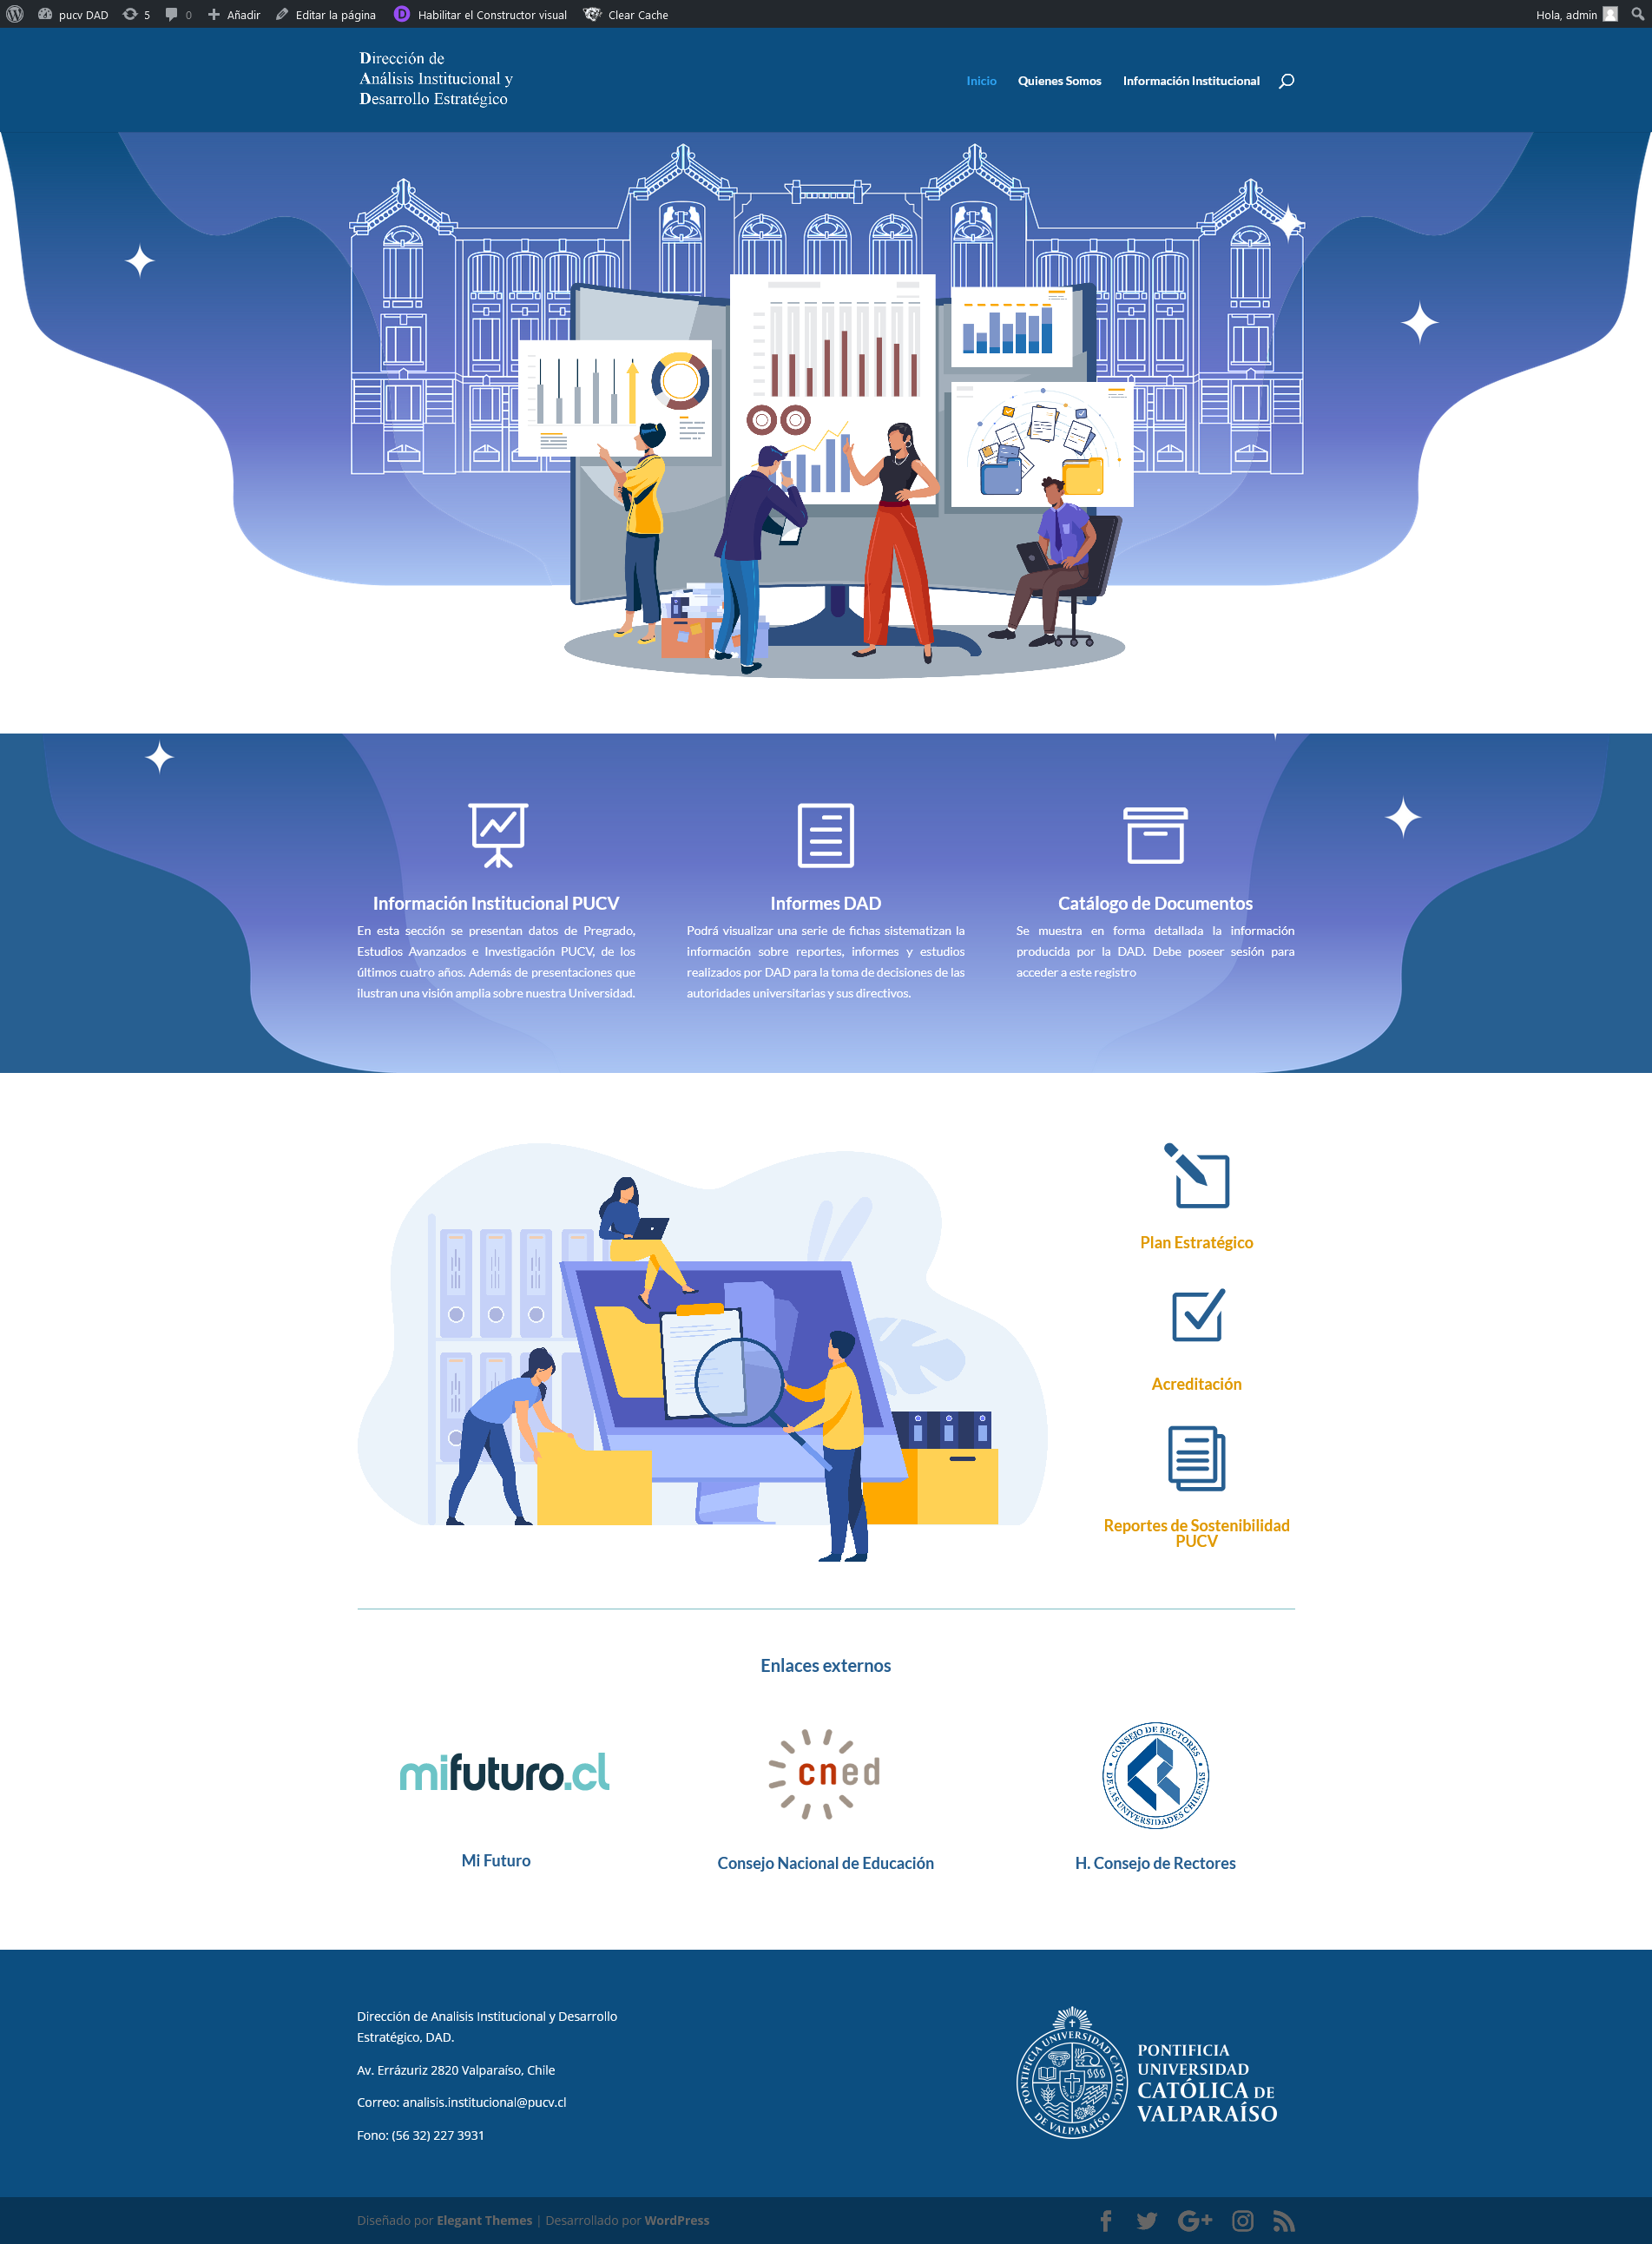 pucv DAD 5 0 Añadir Editar la página Habilitar el Constructor visual Clear Cache Hola, admin
Dirección de
Análisis Institucional y
Desarrollo Estratégico
Inicio Quienes Somos Información Institucional
Información Institucional PUCV
En esta sección se presentan datos de Pregrado,
Estudios Avanzados e Investigación PUCV, de los
últimos cuatro años. Además de presentaciones que
ilustran una visión amplia sobre nuestra Universidad.
Informes DAD
Podrá visualizar una serie de fichas sistematizan la
información sobre reportes, informes y estudios
realizados por DAD para la toma de decisiones de las
autoridades universitarias y sus directivos.
Catálogo de Documentos
Se muestra en forma detallada la información
producida por la DAD. Debe poseer sesión para
acceder a este registro
Plan Estratégico
Acreditación
Reportes de Sostenibilidad
PUCV
Enlaces externos
mifuturo.cl
Mi Futuro
cned
Consejo Nacional de Educación
CONSEJO DE RECTORES
DE LAS UNIVERSIDADES CHILENAS
H. Consejo de Rectores
Dirección de Analisis Institucional y Desarrollo
Estratégico, DAD.
Av. Errázuriz 2820 Valparaíso, Chile
Correo: analisis.institucional@pucv.cl
Fono: (56 32) 227 3931
PONTIFICIA UNIVERSIDAD CATÓLICA
DE VALPARAÍSO
PONTIFICIA
UNIVERSIDAD
CATÓLICA DE
VALPARAÍSO
Diseñado por Elegant Themes | Desarrollado por WordPress